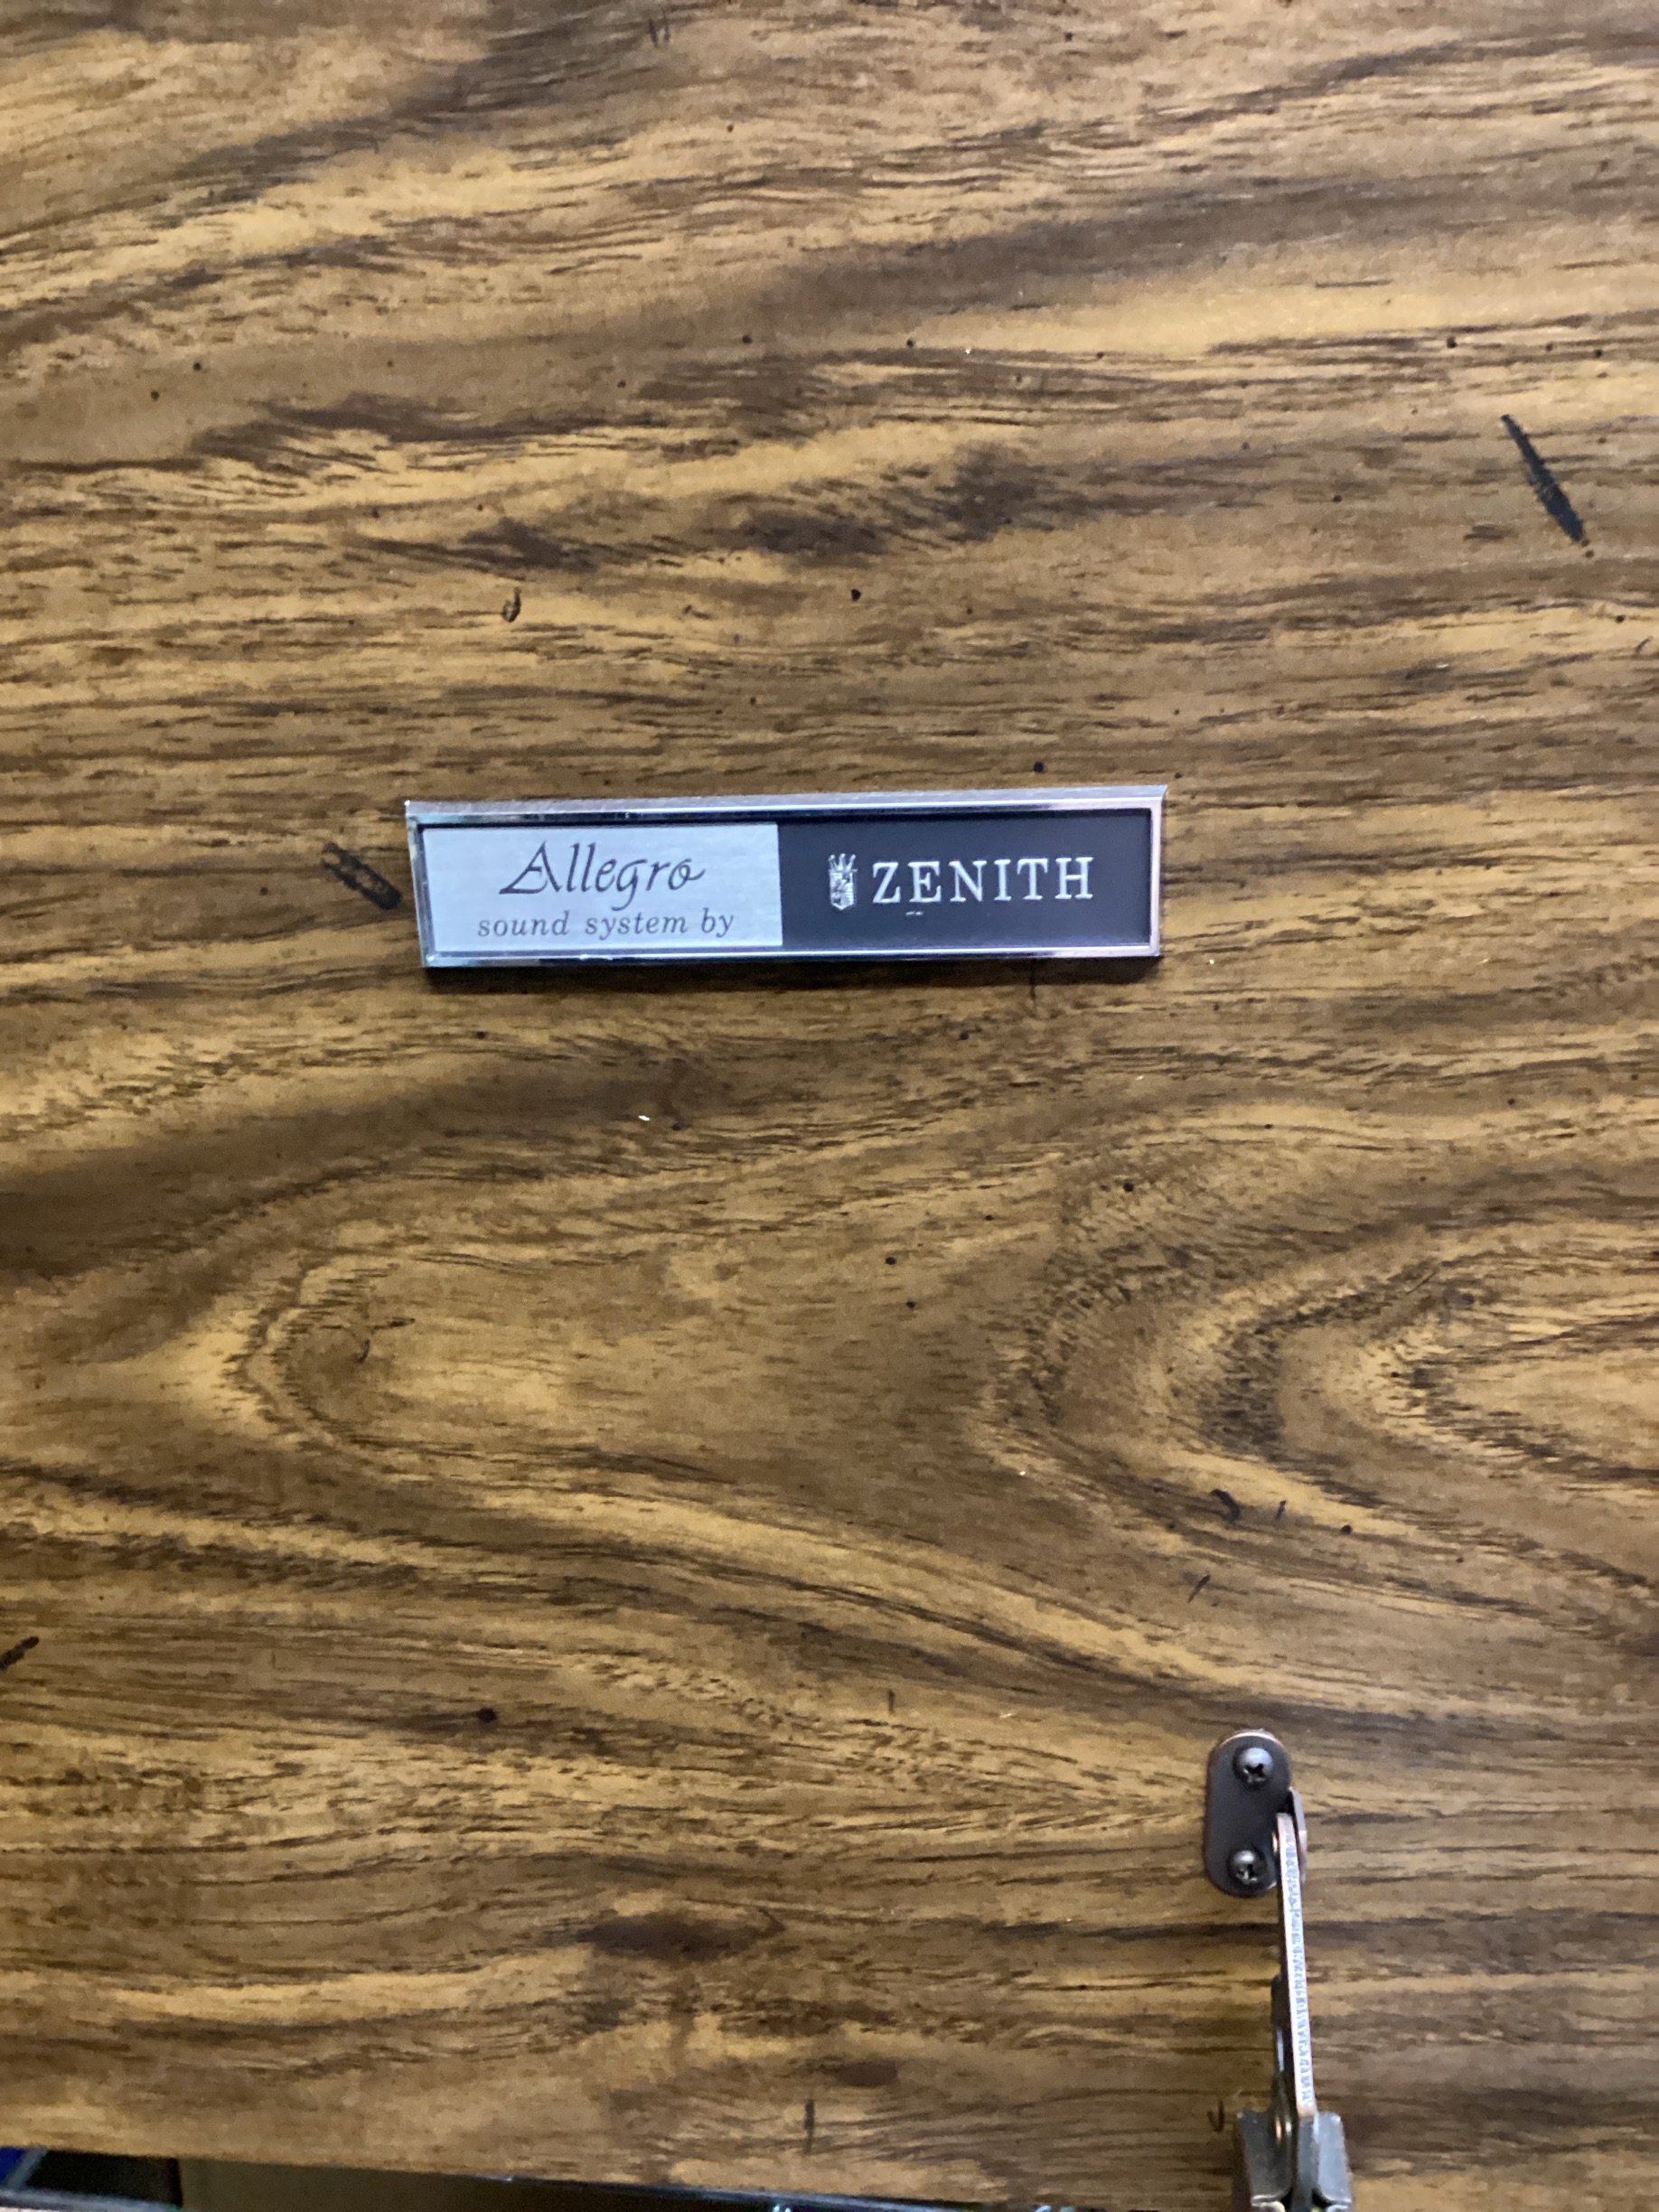 Allegro
sound system by
ZENITH